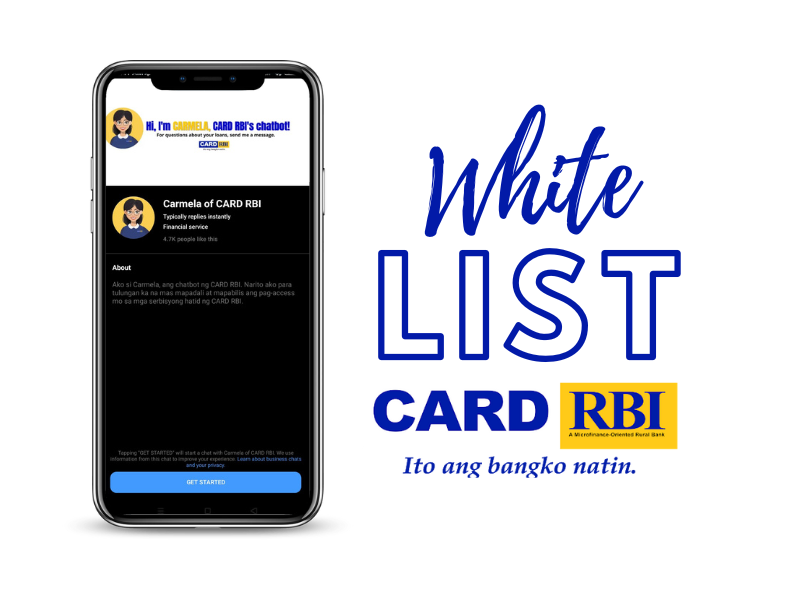 Hi, I'm CARMELA, CARD RBI's chatbot!
For questions about your loans, send me a message.
CARD RBI
Carmela of CARD RBI
Typically replies instantly
Financial service
4.7K people like this
About
Ako si Carmela, ang chatbot ng CARD RBI. Narito ako para
tulungan ka na mas mapadali at mapabilis ang pag-access
mo sa mga serbisyong hatid ng CARD RBI.
Tapping "GET STARTED" will start a chat with Carmela of CARD RBI. We use
information from this chat to improve your experience. Learn about business chats
and your privacy.
GET STARTED
White
LIST
CARD RBI
A Microfinance-Oriented Rural Bank
Ito ang bangko natin.